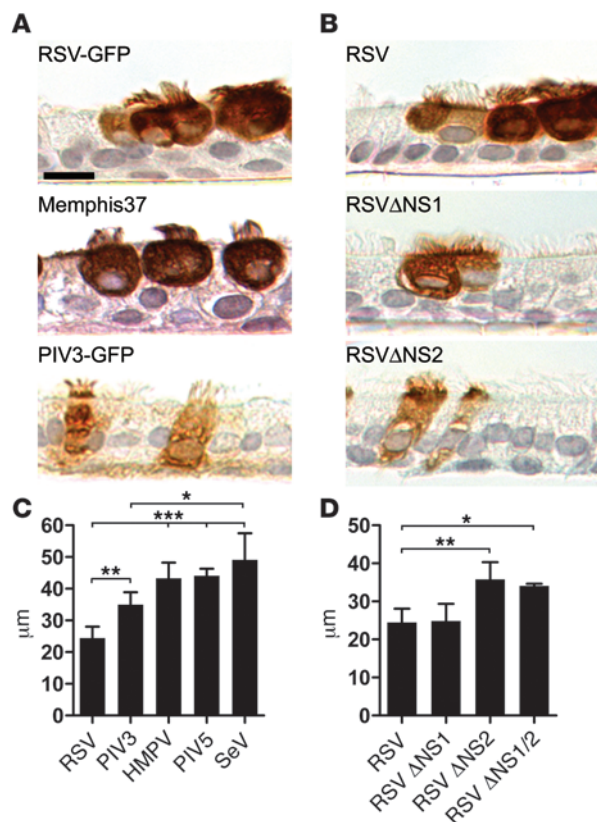 A
B
RSV-GFP
RSV
Memphis37
RSVΔNS1
PIV3-GFP
RSVΔNS2
C
D
*
***
**
60
50
40
30
20
10
0
μm
RSV
PIV3
HMPV
PIV5
SeV
*
**
50
40
30
20
10
0
μm
RSV
RSV ΔNS1
RSV ΔNS2
RSV ΔNS1/2